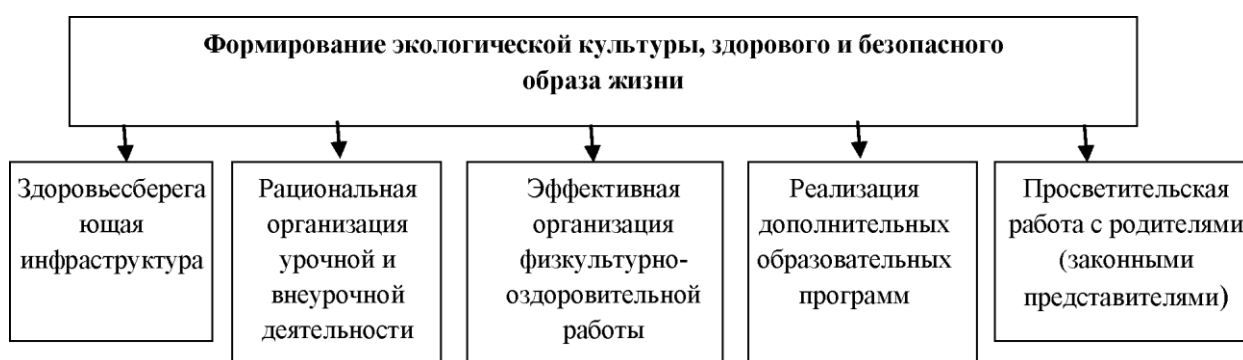 Формирование экологической культуры, здорового и безопасного
образа жизни
Здоровьесберега
ющая
инфраструктура
Рациональная
организация
урочной и
внеурочной
деятельности
Эффективная
организация
физкультурно-
оздоровительной
работы
Реализация
дополнительных
образовательных
программ
Просветительская
работа с родителями
(законными
представителями)